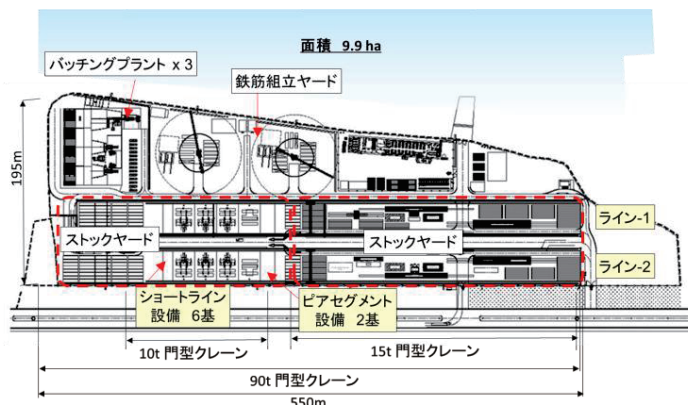 面積 9.9 ha
バッチングプラント x 3
鉄筋組立ヤード
195m
ライン-1
ストックヤード
ストックヤード
ライン-2
ショートライン
設備 6基
ピアセグメント
設備 2基
10t 門型クレーン
15t 門型クレーン
90t 門型クレーン
550m